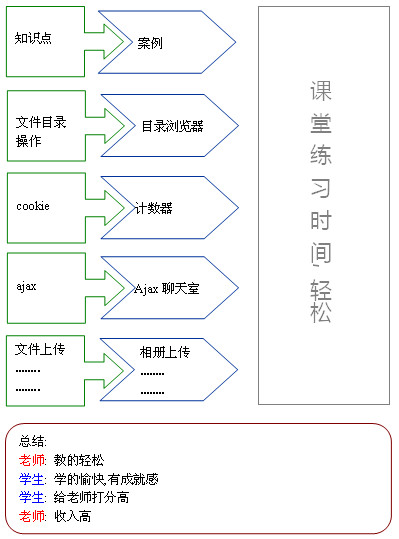 知识点
案例
文件目录
操作
目录浏览器
cookie
计数器
ajax
Ajax 聊天室
文件上传
........
........
相册上传
........
........
课堂练习时间,轻松
总结:
老师: 教的轻松
学生: 学的愉快,有成就感
学生: 给老师打分高
老师: 收入高